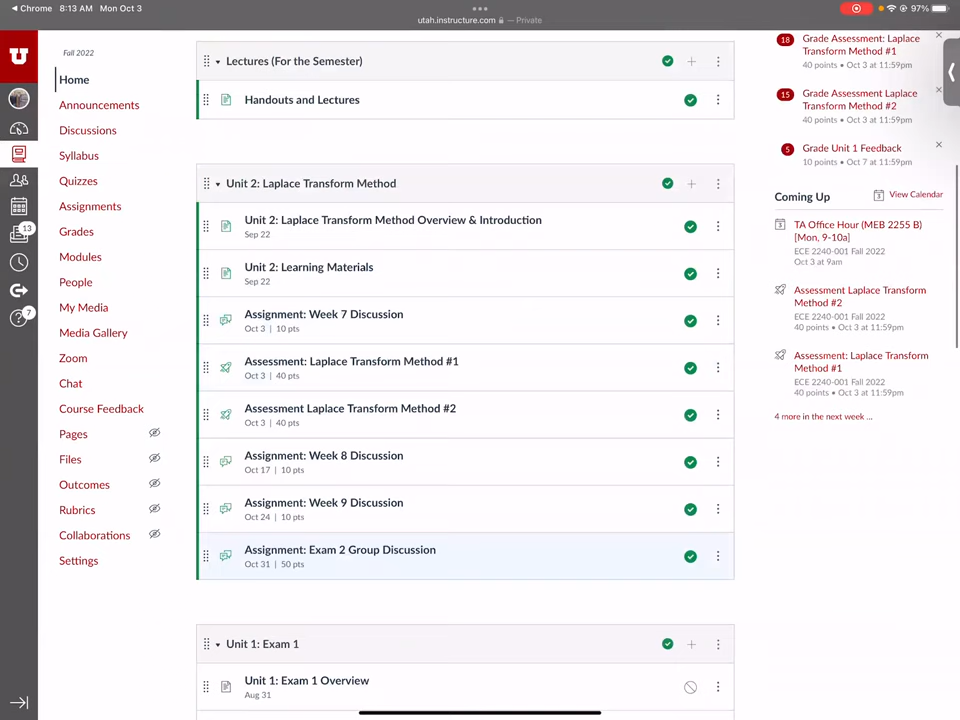 Chrome 8:13 AM Mon Oct 3
97%
utah.instructure.com — Private
U
13
7
Fall 2022
Home
Announcements
Discussions
Syllabus
Quizzes
Assignments
Grades
Modules
People
My Media
Media Gallery
Zoom
Chat
Course Feedback
Pages
Files
Outcomes
Rubrics
Collaborations
Settings
Lectures (For the Semester)
Handouts and Lectures
Unit 2: Laplace Transform Method
Unit 2: Laplace Transform Method Overview & Introduction
Sep 22
Unit 2: Learning Materials
Sep 22
Assignment: Week 7 Discussion
Oct 3 | 10 pts
Assessment: Laplace Transform Method #1
Oct 3 | 40 pts
Assessment Laplace Transform Method #2
Oct 3 | 40 pts
Assignment: Week 8 Discussion
Oct 17 | 10 pts
Assignment: Week 9 Discussion
Oct 24 | 10 pts
Assignment: Exam 2 Group Discussion
Oct 31 | 50 pts
Unit 1: Exam 1
Unit 1: Exam 1 Overview
Aug 31
18 Grade Assessment: Laplace
Transform Method #1
40 points • Oct 3 at 11:59pm
15 Grade Assessment Laplace
Transform Method #2
40 points • Oct 3 at 11:59pm
5 Grade Unit 1 Feedback
10 points • Oct 7 at 11:59pm
Coming Up
3 View Calendar
3 TA Office Hour (MEB 2255 B)
[Mon, 9-10a]
ECE 2240-001 Fall 2022
Oct 3 at 9am
Assessment Laplace Transform
Method #2
ECE 2240-001 Fall 2022
40 points • Oct 3 at 11:59pm
Assessment: Laplace Transform
Method #1
ECE 2240-001 Fall 2022
40 points • Oct 3 at 11:59pm
4 more in the next week ...